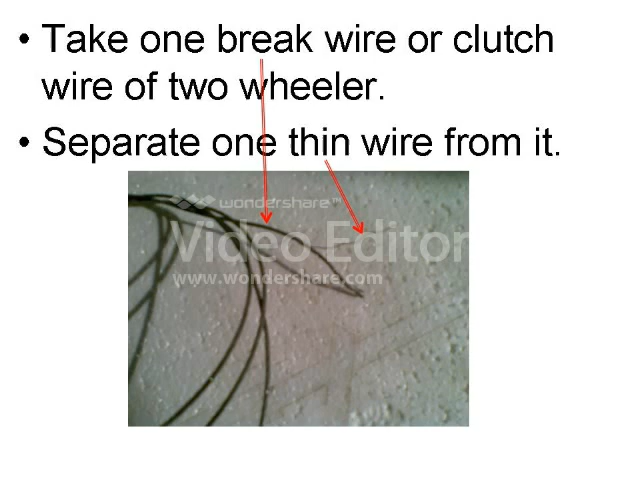 • Take one break wire or clutch
wire of two wheeler.
• Separate one thin wire from it.
wondershare™
Video Editor
www.wondershare.com